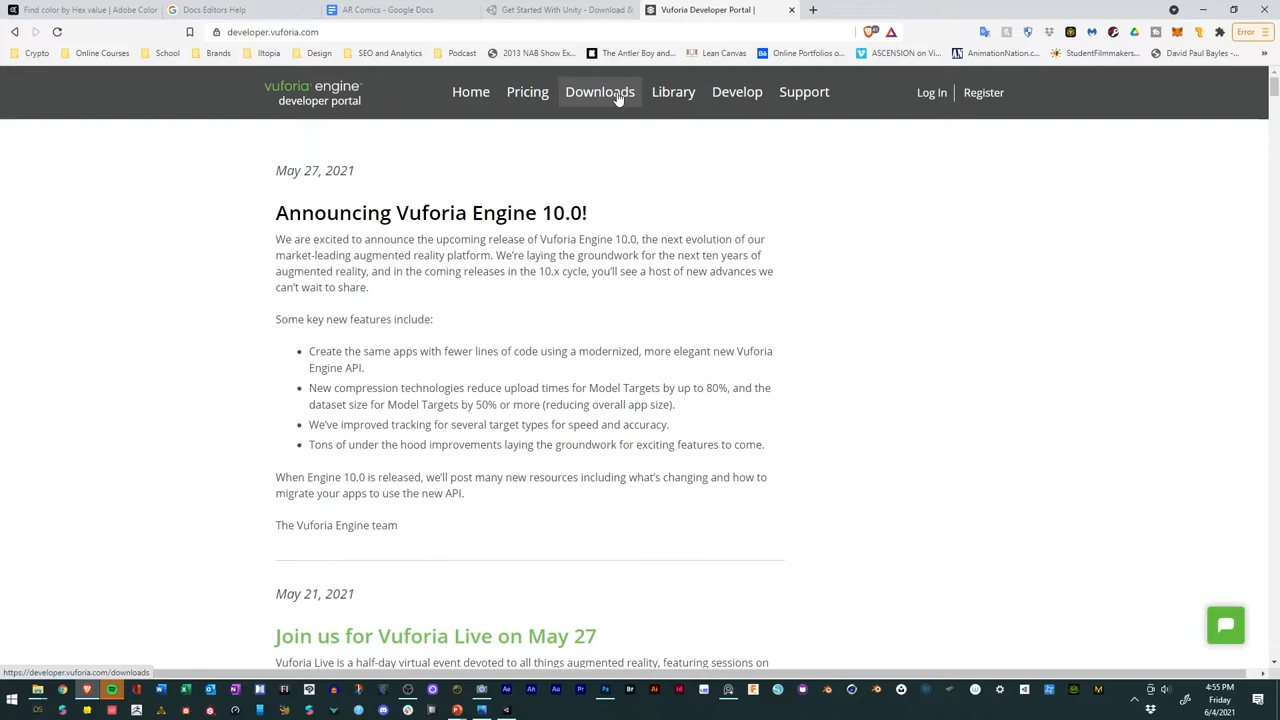 Find color by Hex value | Adobe Color
Docs Editors Help
AR Comics - Google Docs
Get Started With Unity - Download &
Vuforia Developer Portal |
developer.vuforia.com
Error
Crypto
Online Courses
School
Brands
Iltopia
Design
SEO and Analytics
Podcast
2013 NAB Show Ex...
The Antler Boy and...
Lean Canvas
Online Portfolios o...
ASCENSION on Vi...
AnimationNation.c...
StudentFilmmakers...
David Paul Bayles -...
vuforia engine™
developer portal
Home
Pricing
Downloads
Library
Develop
Support
Log In
Register
May 27, 2021
Announcing Vuforia Engine 10.0!
We are excited to announce the upcoming release of Vuforia Engine 10.0, the next evolution of our
market-leading augmented reality platform. We're laying the groundwork for the next ten years of
augmented reality, and in the coming releases in the 10.x cycle, you'll see a host of new advances we
can't wait to share.
Some key new features include:
Create the same apps with fewer lines of code using a modernized, more elegant new Vuforia
Engine API.
New compression technologies reduce upload times for Model Targets by up to 80%, and the
dataset size for Model Targets by 50% or more (reducing overall app size).
We've improved tracking for several target types for speed and accuracy.
Tons of under the hood improvements laying the groundwork for exciting features to come.
When Engine 10.0 is released, we'll post many new resources including what's changing and how to
migrate your apps to use the new API.
The Vuforia Engine team
May 21, 2021
Join us for Vuforia Live on May 27
Vuforia Live is a half-day virtual event devoted to all things augmented reality, featuring sessions on
https://developer.vuforia.com/downloads
4:55 PM
Friday
6/4/2021